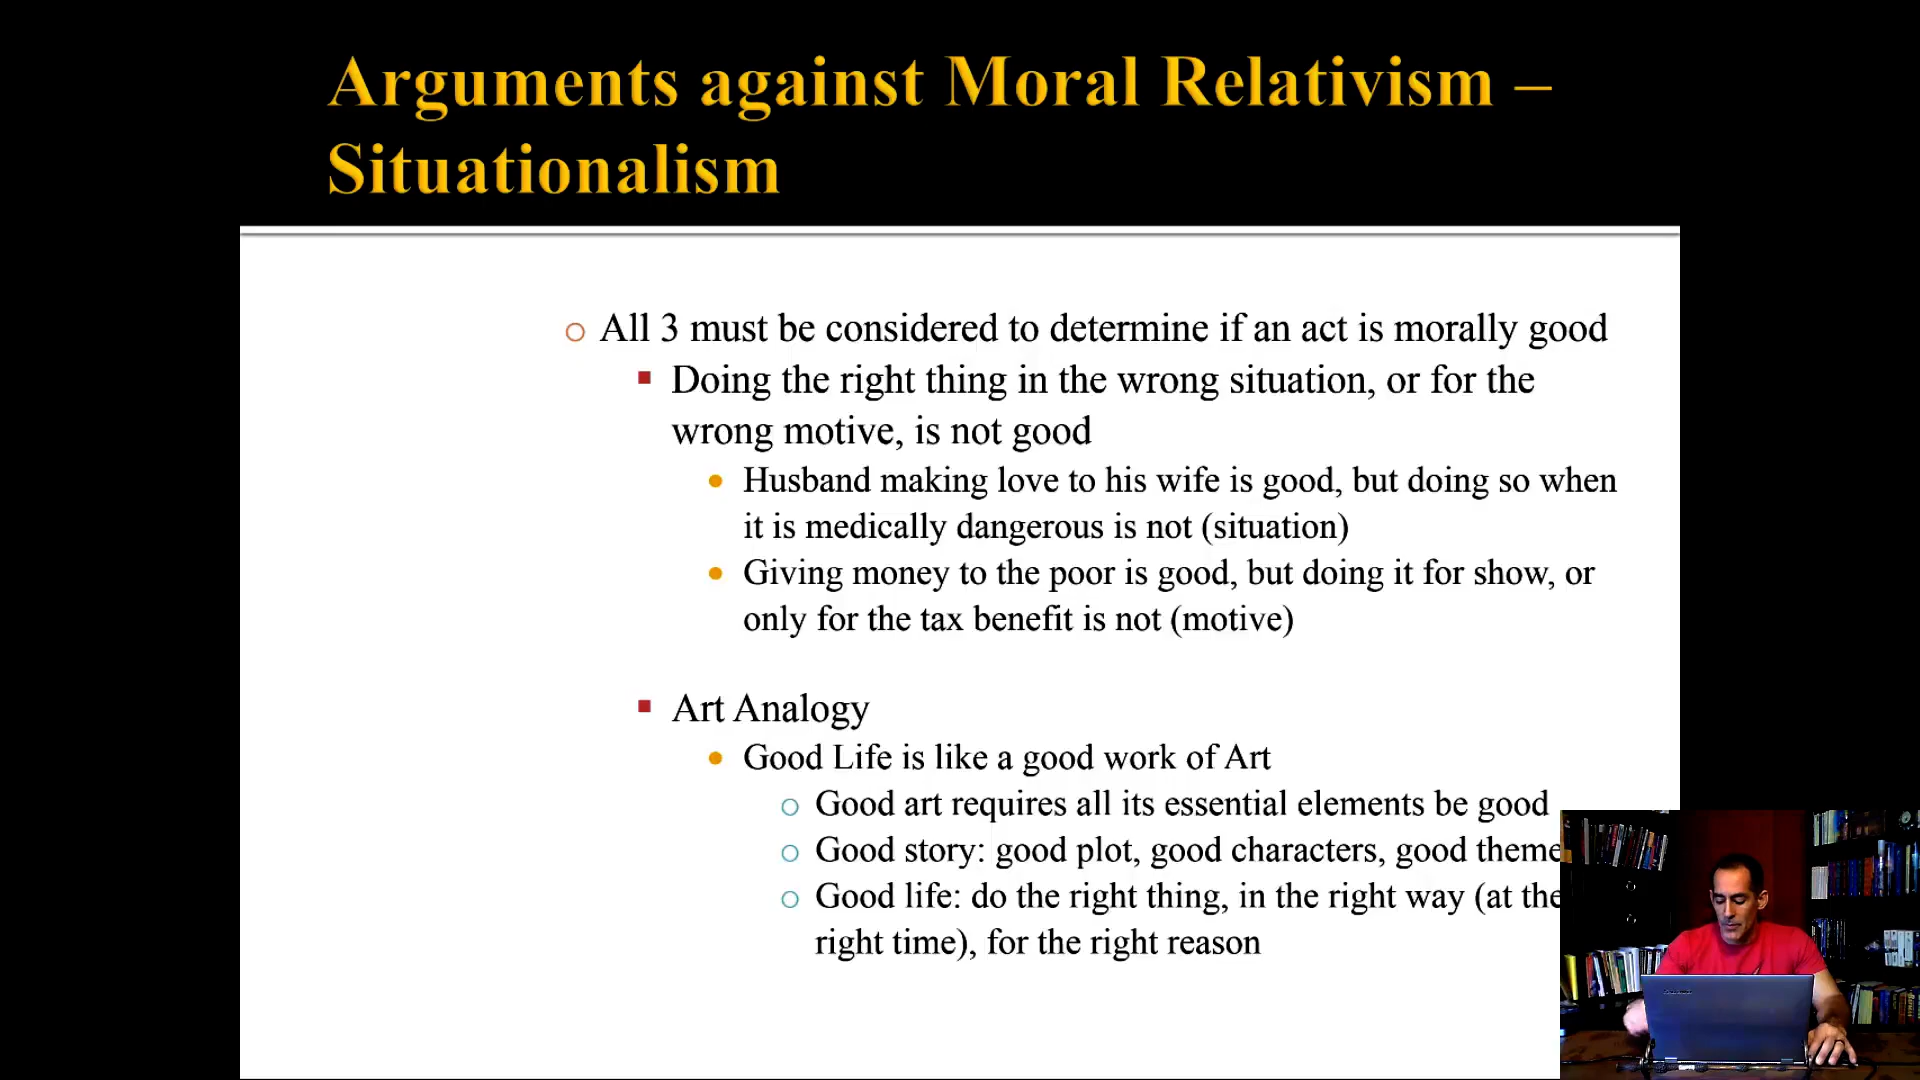 Arguments against Moral Relativism –
Situationalism
All 3 must be considered to determine if an act is morally good
Doing the right thing in the wrong situation, or for the
wrong motive, is not good
Husband making love to his wife is good, but doing so when
it is medically dangerous is not (situation)
Giving money to the poor is good, but doing it for show, or
only for the tax benefit is not (motive)
Art Analogy
Good Life is like a good work of Art
Good art requires all its essential elements be good
Good story: good plot, good characters, good theme
Good life: do the right thing, in the right way (at the
right time), for the right reason